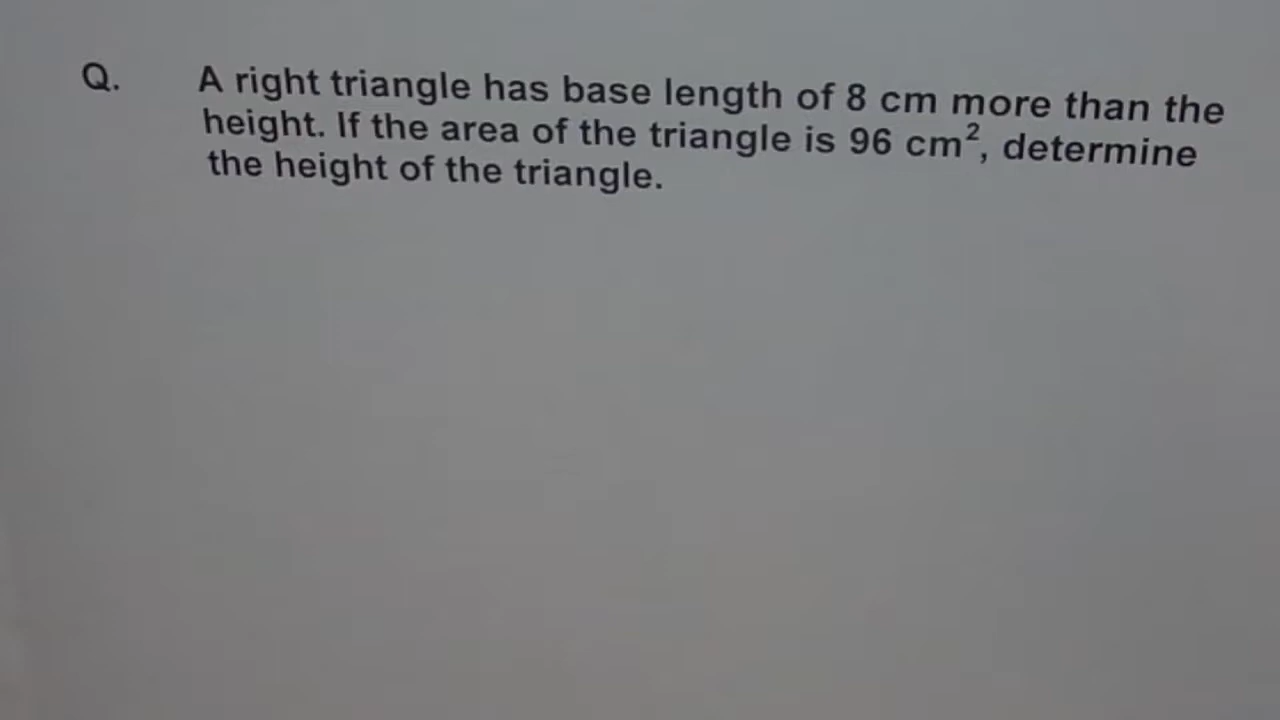 Q. A right triangle has base length of 8 cm more than the
height. If the area of the triangle is 96 cm², determine
the height of the triangle.